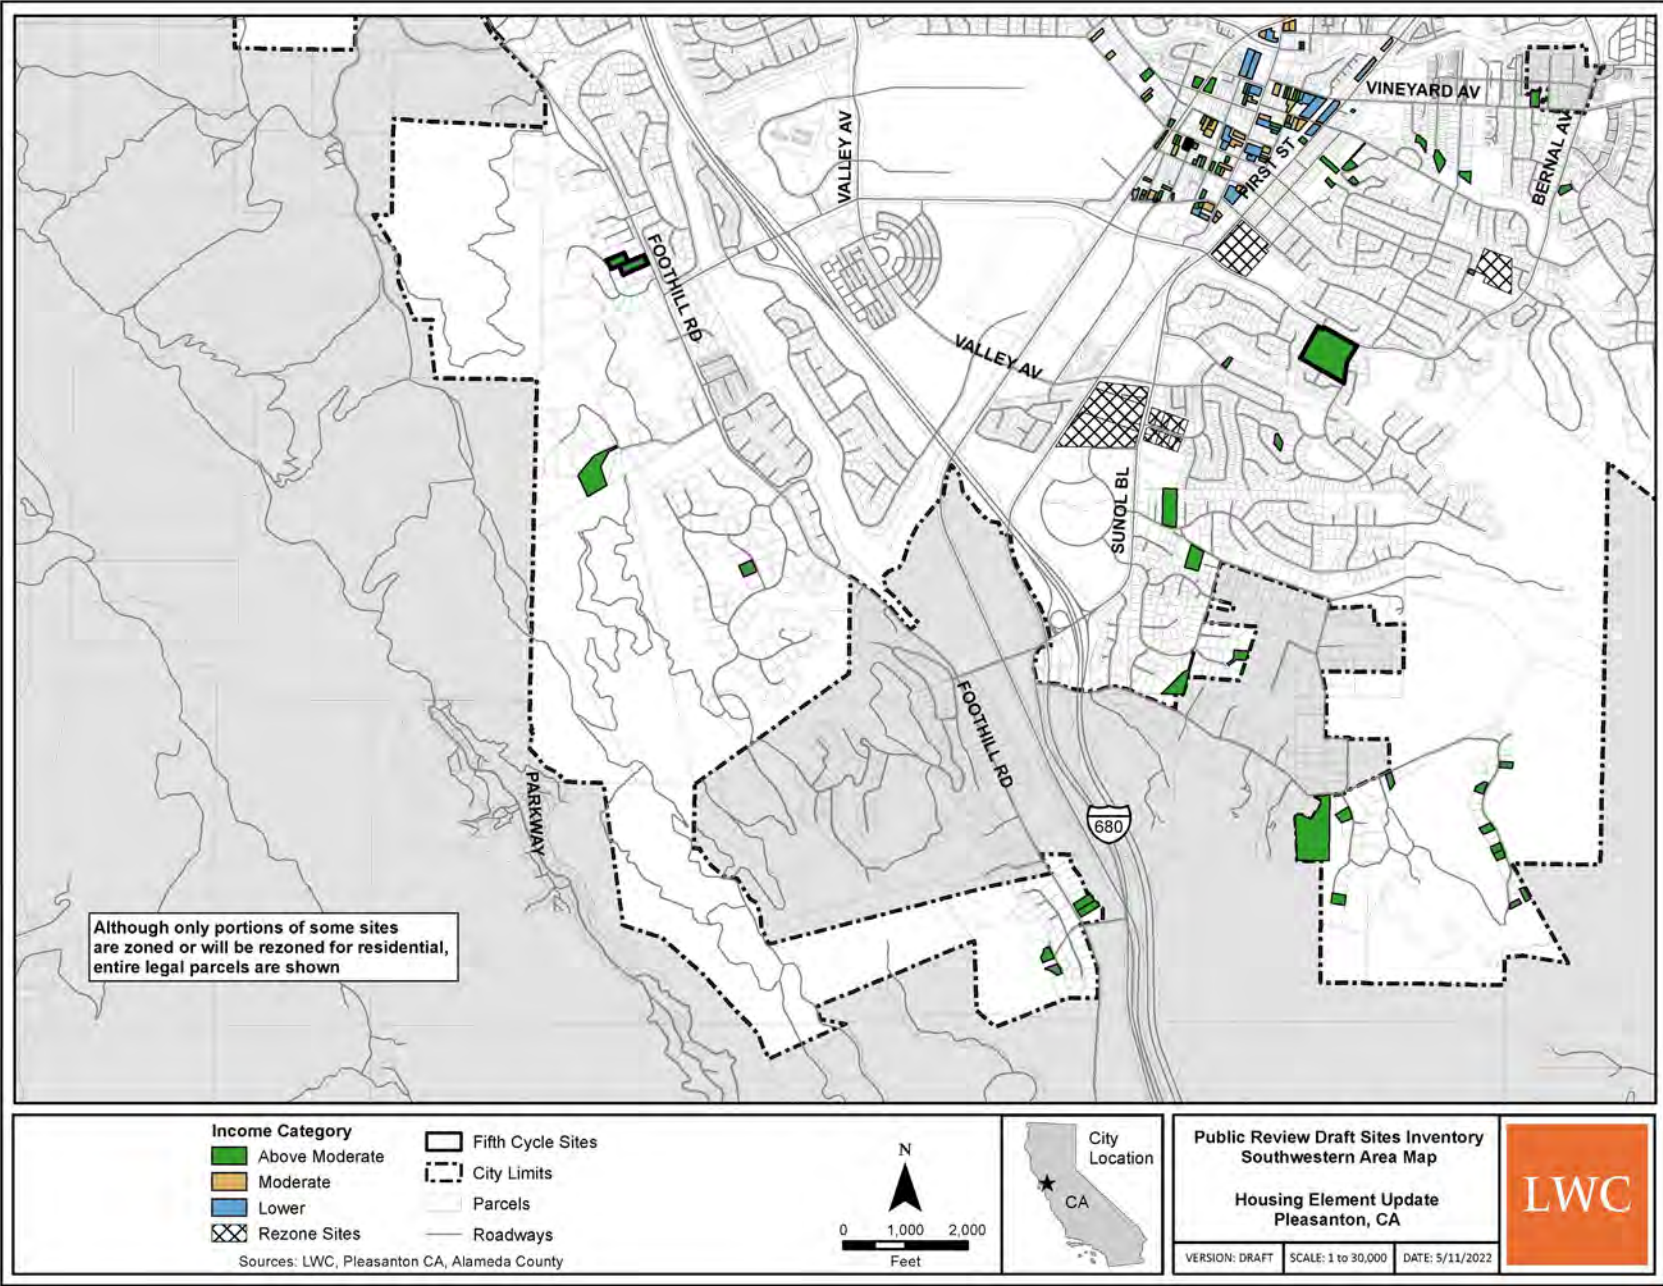 VINEYARD AV
VALLEY AV
FIRST ST
BERNAL AV
FOOTHILL RD
VALLEY AV
SUNOL BL
FOOTHILL RD
PARKWAY
680
Although only portions of some sites
are zoned or will be rezoned for residential,
entire legal parcels are shown
Income Category
Above Moderate
Moderate
Lower
Rezone Sites
Fifth Cycle Sites
City Limits
Parcels
Roadways
Sources: LWC, Pleasanton CA, Alameda County
N
0 1,000 2,000
Feet
City
Location
CA
Public Review Draft Sites Inventory
Southwestern Area Map
Housing Element Update
Pleasanton, CA
VERSION: DRAFT SCALE: 1 to 30,000 DATE: 5/11/2022
LWC